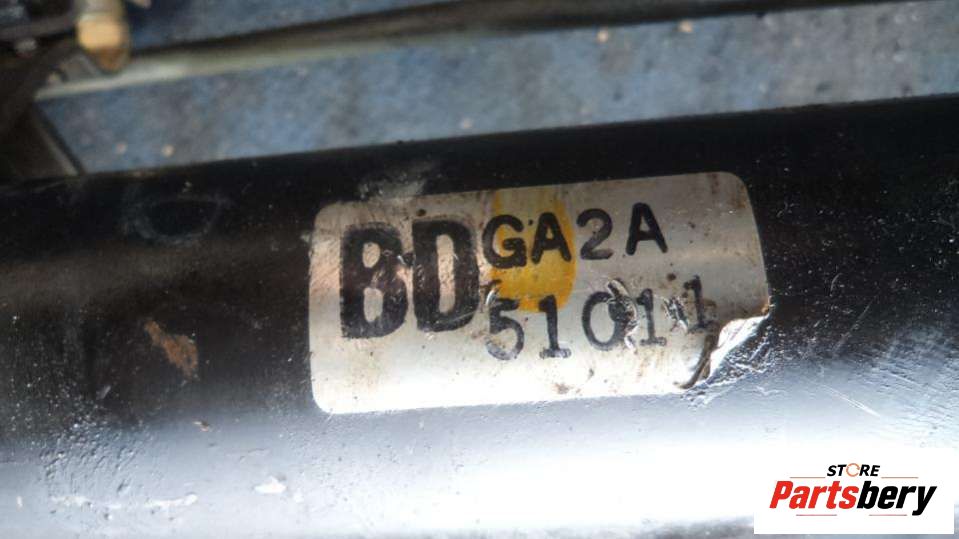 BD GA2A
51011
STORE
Partsbery